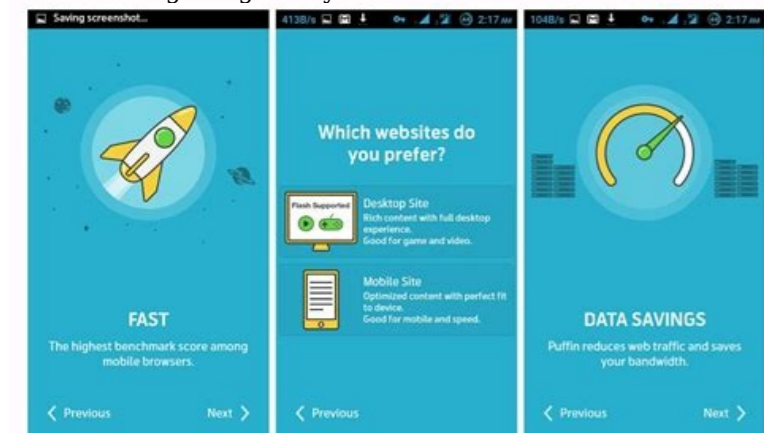 Saving screenshot...
FAST
The highest benchmark score among
mobile browsers.
Previous
Next
413B/s
2:17 AM
Which websites do
you prefer?
Flash Supported
Desktop Site
Rich content with full desktop
experience.
Good for game and video.
Mobile Site
Optimized content with perfect fit
to device.
Good for mobile and speed.
Previous
104B/s
2:17 AM
DATA SAVINGS
Puffin reduces web traffic and saves
your bandwidth.
Previous
Next